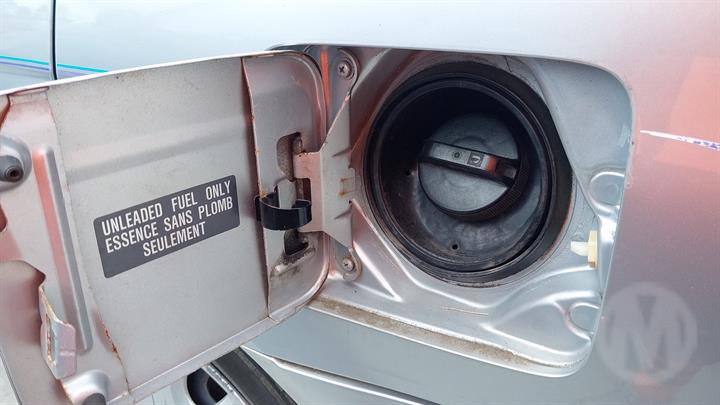 UNLEADED FUEL ONLY
ESSENCE SANS PLOMB
SEULEMENT
M